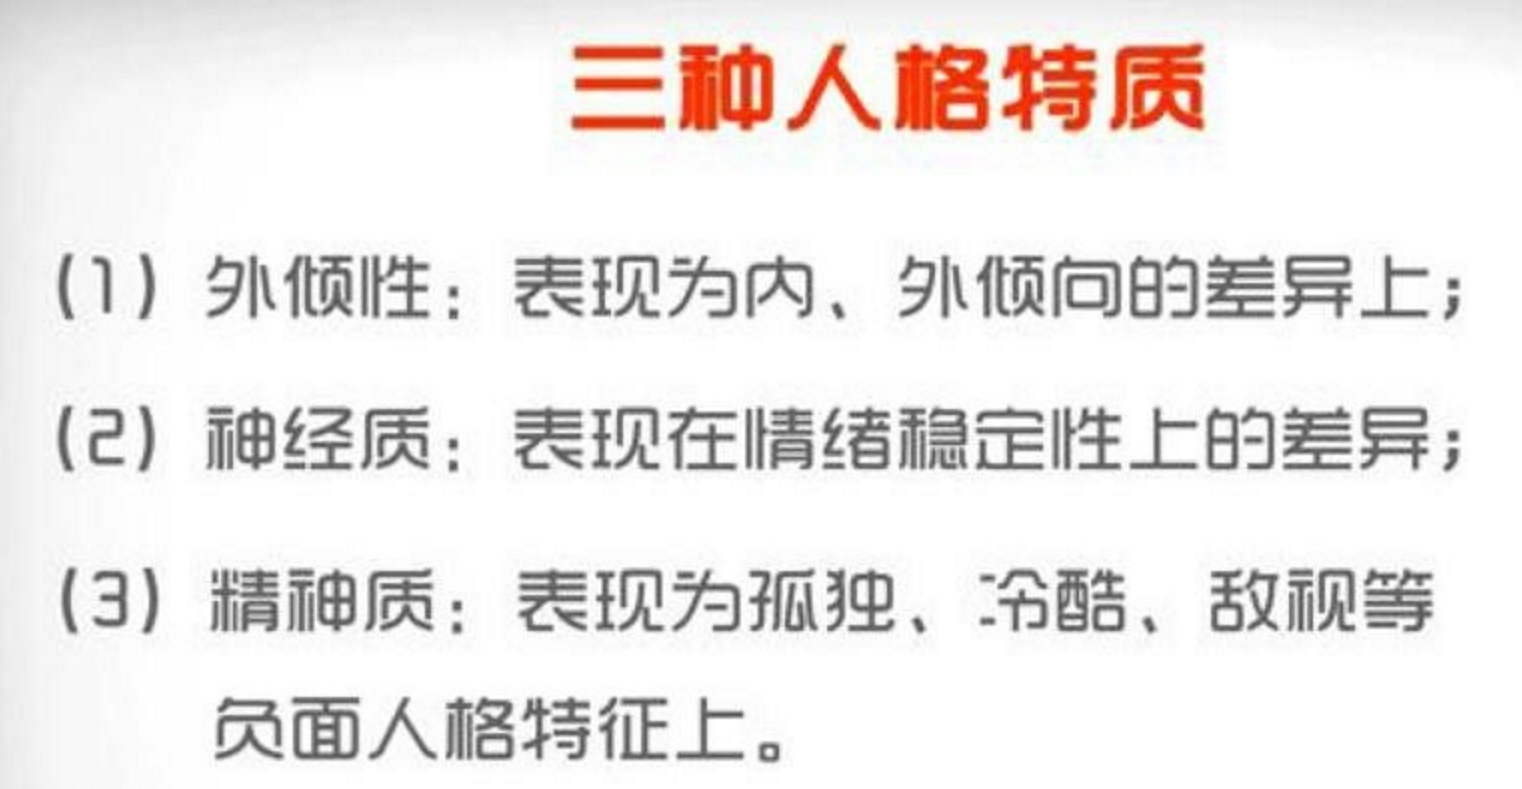 三种人格特质
(1) 外倾性：表现为内、外倾向的差异上；
(2) 神经质：表现在情绪稳定性上的差异；
(3) 精神质：表现为孤独、冷酷、敌视等
负面人格特征上。